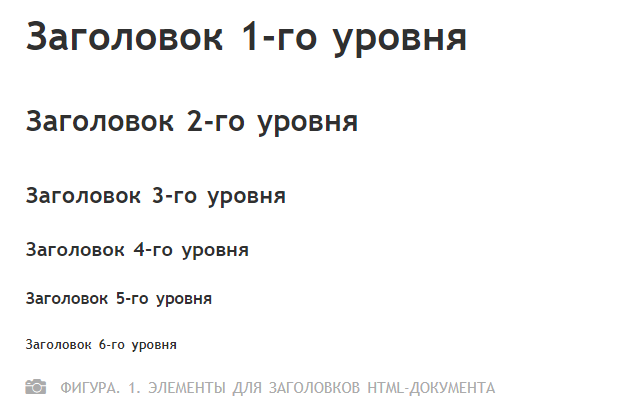 Заголовок 1-го уровня
Заголовок 2-го уровня
Заголовок 3-го уровня
Заголовок 4-го уровня
Заголовок 5-го уровня
Заголовок 6-го уровня
ФИГУРА. 1. ЭЛЕМЕНТЫ ДЛЯ ЗАГОЛОВКОВ HTML-ДОКУМЕНТА